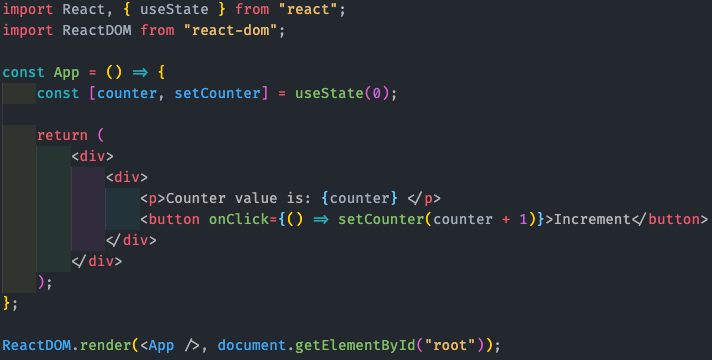 import React, { useState } from "react";
import ReactDOM from "react-dom";

const App = () => {
    const [counter, setCounter] = useState(0);

    return (
        <div>
            <div>
                <p>Counter value is: {counter} </p>
                <button onClick={() => setCounter(counter + 1)}>Increment</button>
            </div>
        </div>
    );
};

ReactDOM.render(<App />, document.getElementById("root"));